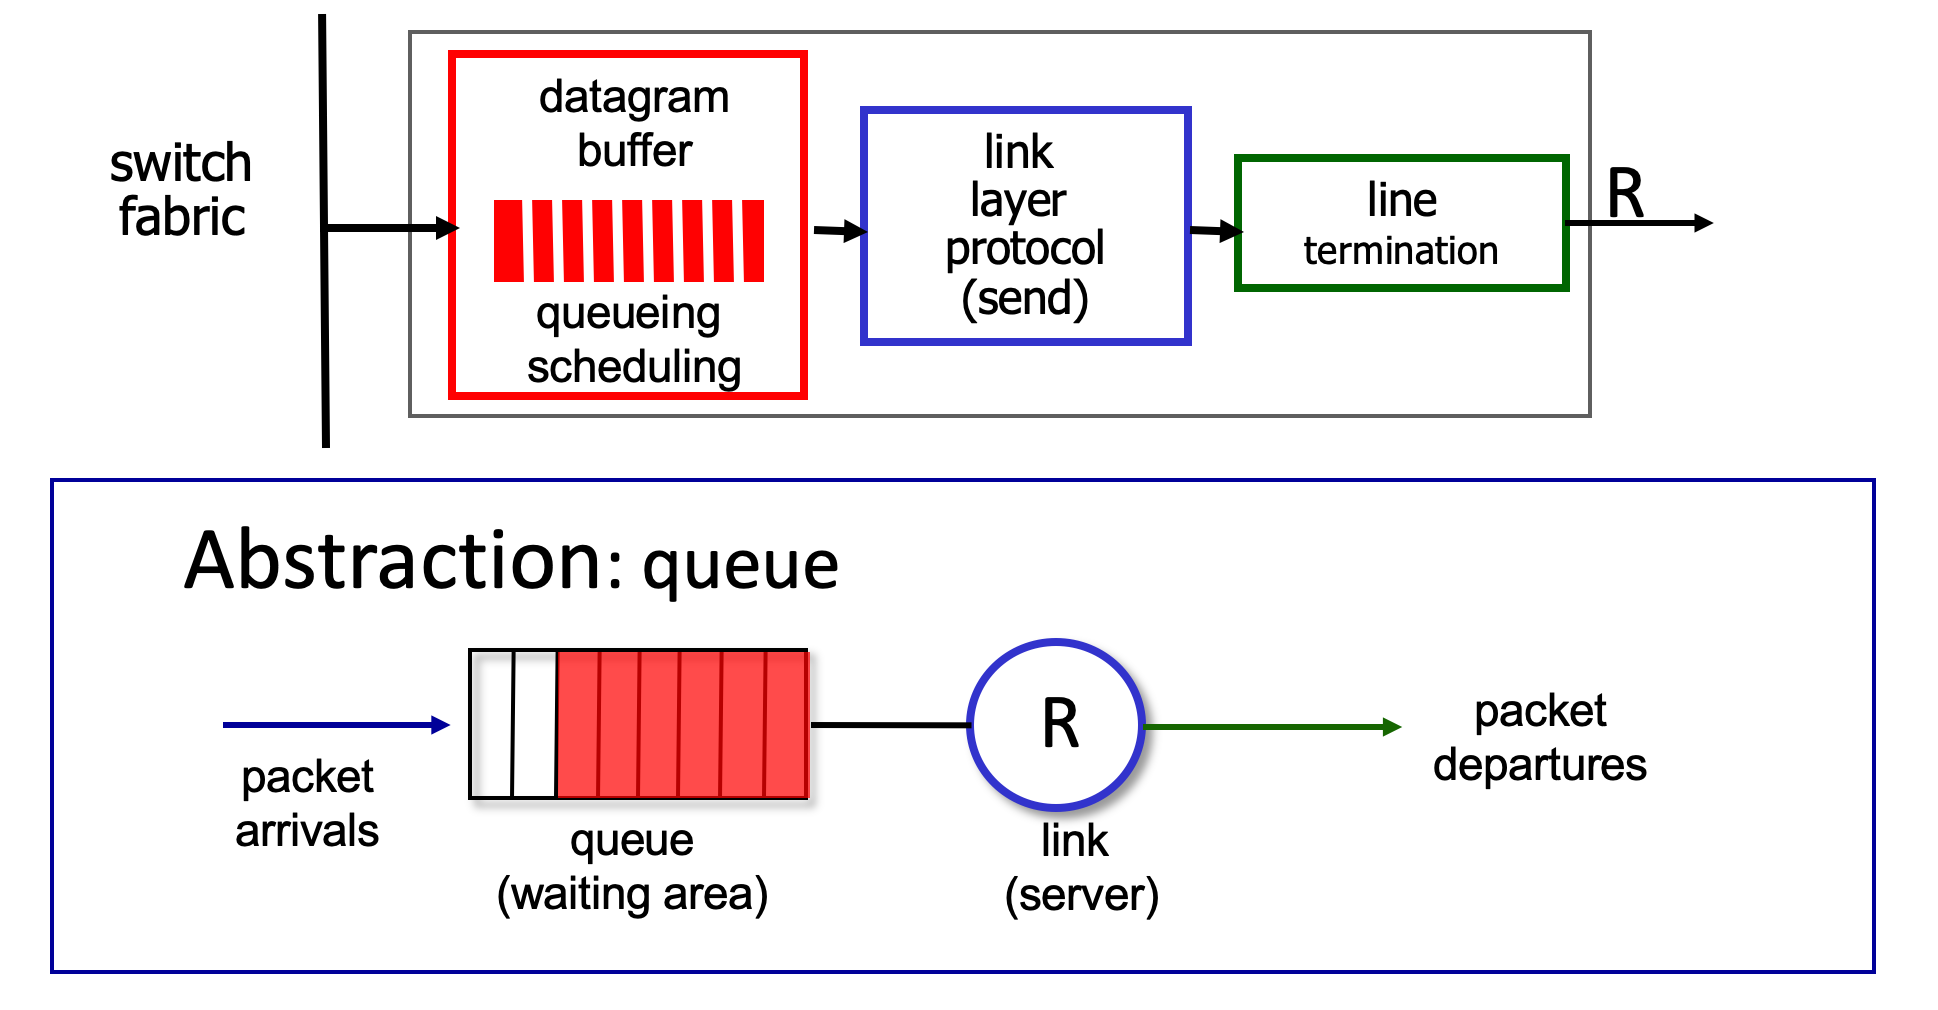 switch
fabric
datagram
buffer
queueing
scheduling
link
layer
protocol
(send)
line
termination
R
Abstraction: queue
packet
arrivals
queue
(waiting area)
R
link
(server)
packet
departures